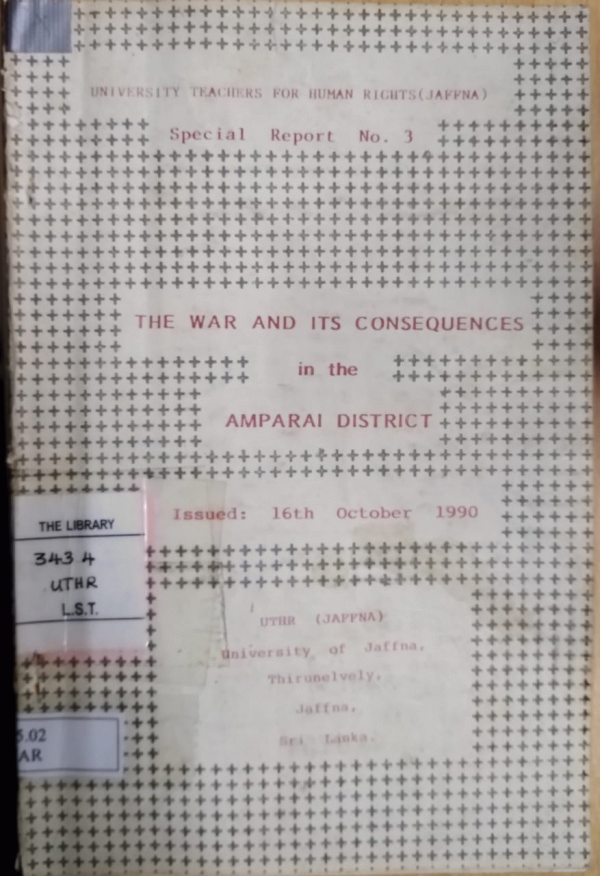 UNIVERSITY TEACHERS FOR HUMAN RIGHTS(JAFFNA)
Special Report No. 3
THE WAR AND ITS CONSEQUENCES
in the
AMPARAI DISTRICT
Issued: 16th October 1990
THE LIBRARY
343 4
UTHR
L.S.T.
UTHR (JAFFNA)
University of Jaffna,
Thirunelvely,
Jaffna,
Sri Lanka.
5.02
AR